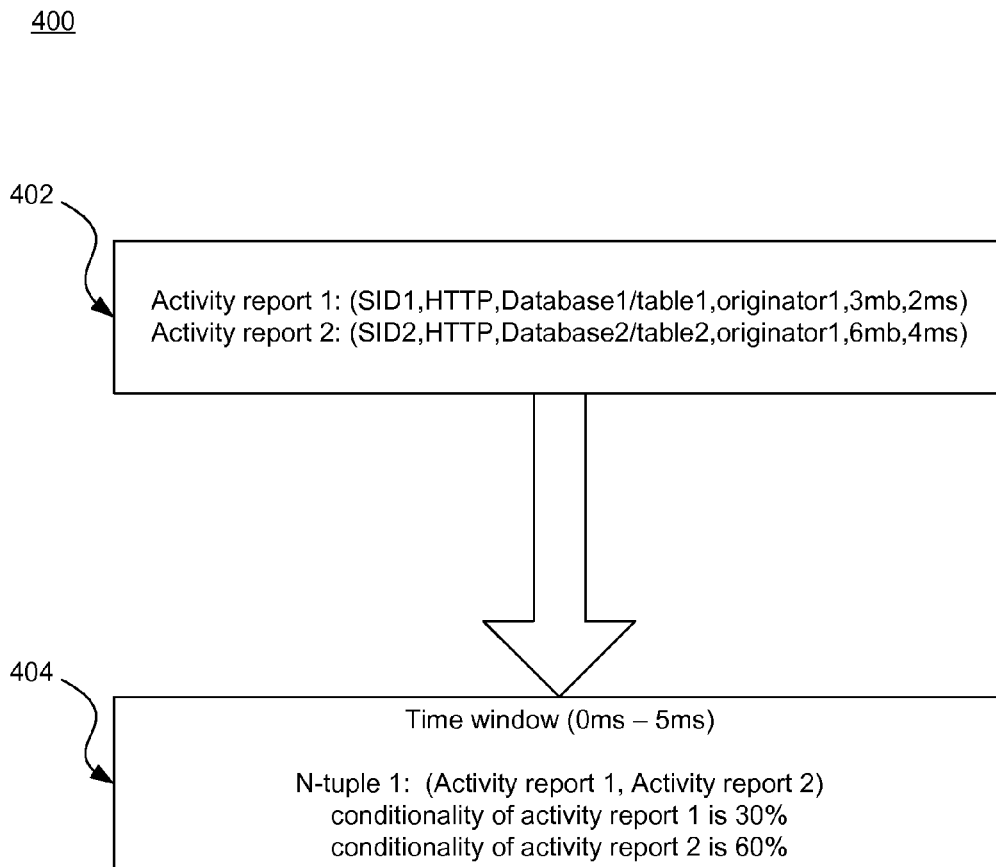 400
402
Activity report 1: (SID1,HTTP,Database1/table1,originator1,3mb,2ms)
Activity report 2: (SID2,HTTP,Database2/table2,originator1,6mb,4ms)
404
Time window (0ms – 5ms)
N-tuple 1: (Activity report 1, Activity report 2)
conditionality of activity report 1 is 30%
conditionality of activity report 2 is 60%